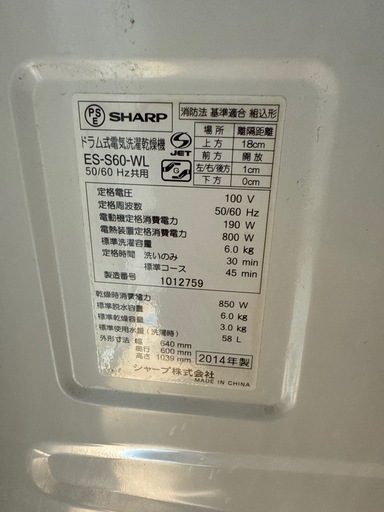 PS E SHARP
ドラム式電気洗濯乾燥機
ES-S60-WL
50/60 Hz共用
JET
消防法 基準適合 組込形
場所 離隔距離
上方 18cm
前方 開放
左/右/後方 1cm
下方 0cm
定格電圧 100 V
定格周波数 50/60 Hz
電動機定格消費電力 190 W
電熱装置定格消費電力 800 W
標準洗濯容量 6.0 kg
定格時間 洗いのみ 30 min
標準コース 45 min
製造番号 1012759
乾燥時消費電力 850 W
標準脱水容量 6.0 kg
標準乾燥容量 3.0 kg
標準使用水量(洗濯時) 58 L
外形寸法 幅 640 mm
奥行 600 mm
高さ 1039 mm
2014年製
シャープ株式会社
MADE IN CHINA